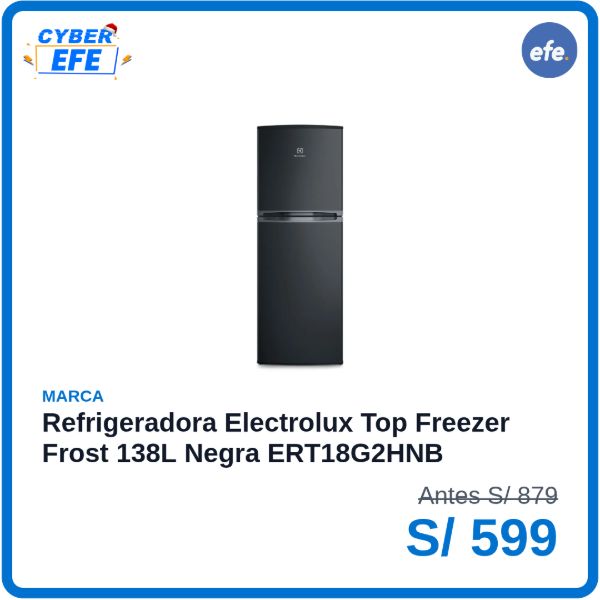 CYBER
EFE
efe.
MARCA
Refrigeradora Electrolux Top Freezer
Frost 138L Negra ERT18G2HNB
Antes S/ 879
S/ 599